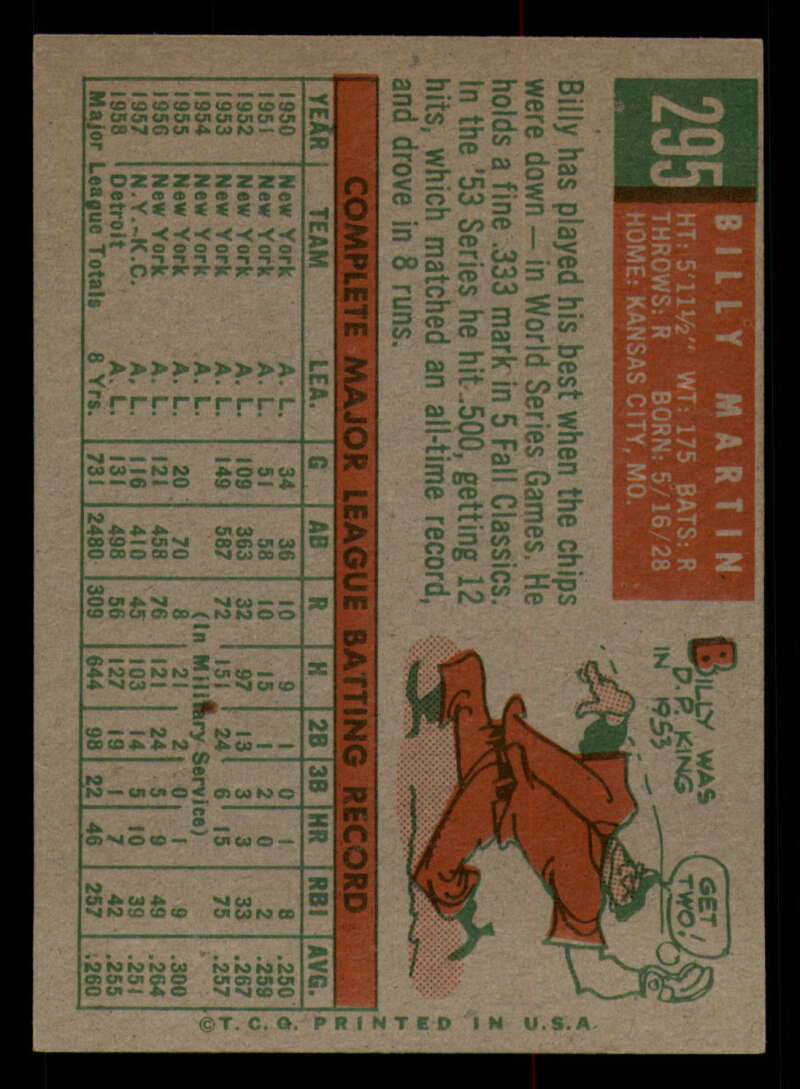 295
BILLY MARTIN
HT: 5'11½" WT: 175 BATS: R
THROWS: R BORN: 5/16/28
HOME: KANSAS CITY, MO.
Billy has played his best when the chips
were down — in World Series Games. He
holds a fine .333 mark in 5 Fall Classics.
In the '53 Series he hit .500, getting 12
hits, which matched an all-time record,
and drove in 8 runs.
BILLY WAS
D.P. KING
IN 1953
GET
TWO!
COMPLETE MAJOR LEAGUE BATTING RECORD
YEAR TEAM LEA. G AB R H 2B 3B HR RBI AVG.
1950 New York A. L. 34 36 10 9 1 0 1 8 .250
1951 New York A. L. 51 58 10 15 1 2 0 2 .259
1952 New York A. L. 109 363 32 97 13 3 3 33 .267
1953 New York A. L. 149 587 72 151 24 6 15 75 .257
1954 New York A. L. (In Military Service)
1955 New York A. L. 20 70 8 21 2 0 1 9 .300
1956 New York A. L. 121 458 76 121 24 5 9 49 .264
1957 N.Y.-K.C. A. L. 116 410 45 103 14 5 10 39 .251
1958 Detroit A. L. 131 498 56 127 19 1 7 42 .255
Major League Totals 8 Yrs. 731 2480 309 644 98 22 46 257 .260
©T.C.G. PRINTED IN U.S.A.